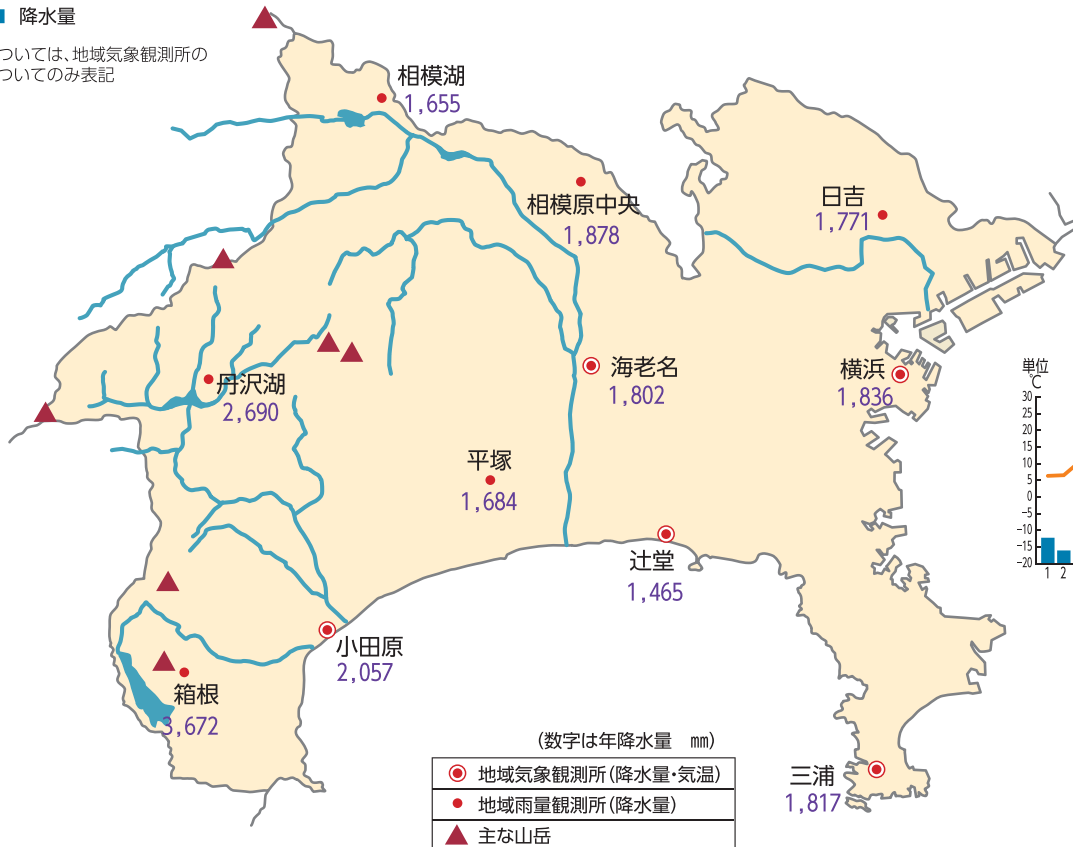 降水量
ついては、地域気象観測所の
ついてのみ表記
相模湖
1,655
相模原中央
1,878
日吉
1,771
丹沢湖
2,690
海老名
1,802
横浜
1,836
平塚
1,684
辻堂
1,465
小田原
2,057
箱根
3,672
三浦
1,817
単位
℃
30
25
20
15
10
5
0
−5
−10
−15
−20
1 2
(数字は年降水量 ㎜)
地域気象観測所(降水量・気温)
地域雨量観測所(降水量)
主な山岳